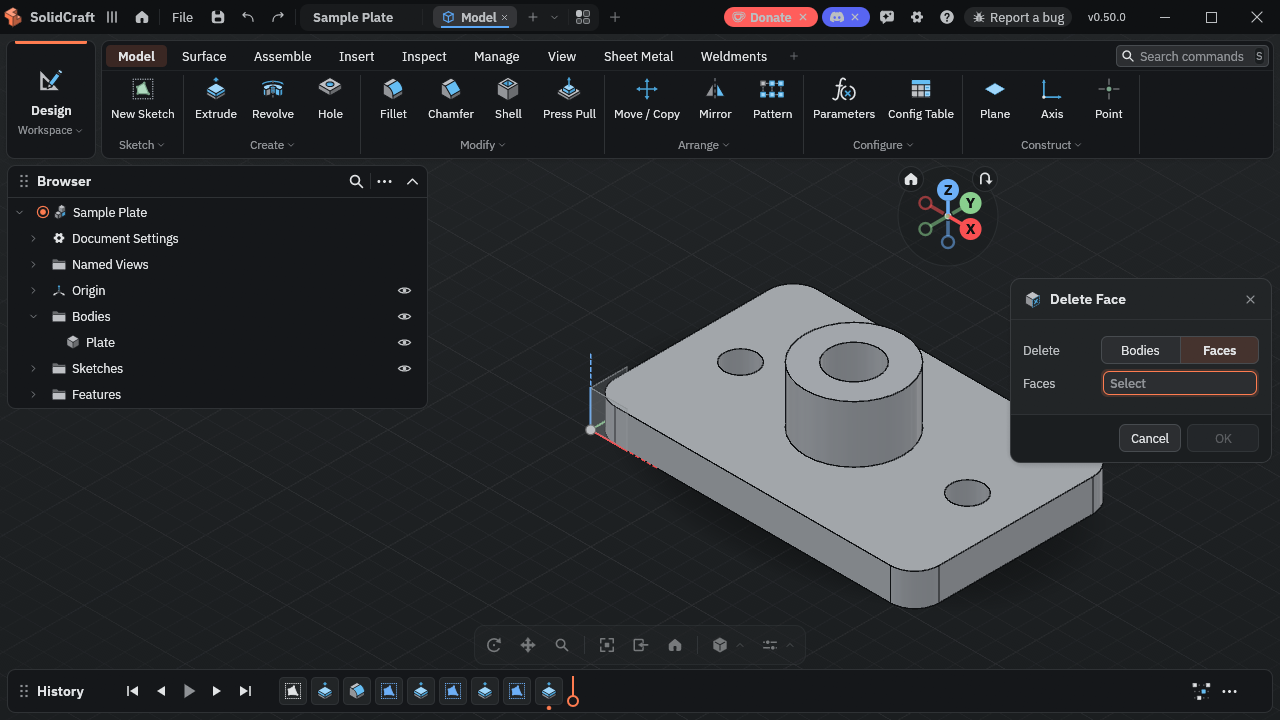 SolidCraft File Sample Plate Model Donate Report a bug v0.50.0
Design
Workspace
Model Surface Assemble Insert Inspect Manage View Sheet Metal Weldments Search commands S
New Sketch Extrude Revolve Hole Fillet Chamfer Shell Press Pull Move / Copy Mirror Pattern Parameters Config Table Plane Axis Point
Sketch Create Modify Arrange Configure Construct
Browser
Sample Plate
Document Settings
Named Views
Origin
Bodies
Plate
Sketches
Features
Z
Y
X
Delete Face
Delete Bodies Faces
Faces Select
Cancel OK
History